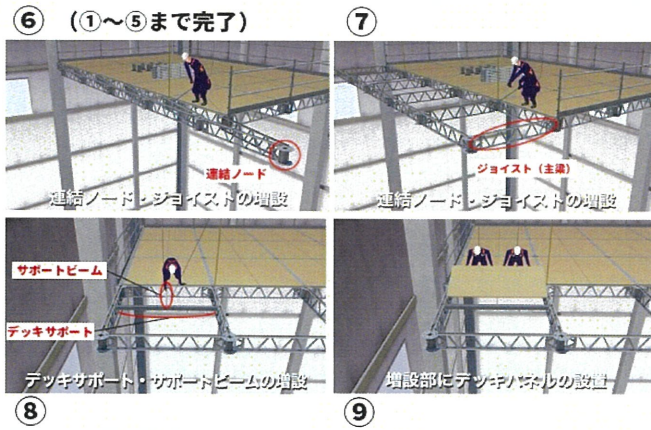 ⑥ (①～⑤まで完了)
⑦
連結ノード
連結ノード・ジョイストの増設
ジョイスト（主梁）
連結ノード・ジョイストの増設
サポートビーム
デッキサポート
デッキサポート・サポートビームの増設
増設部にデッキパネルの設置
⑧
⑨